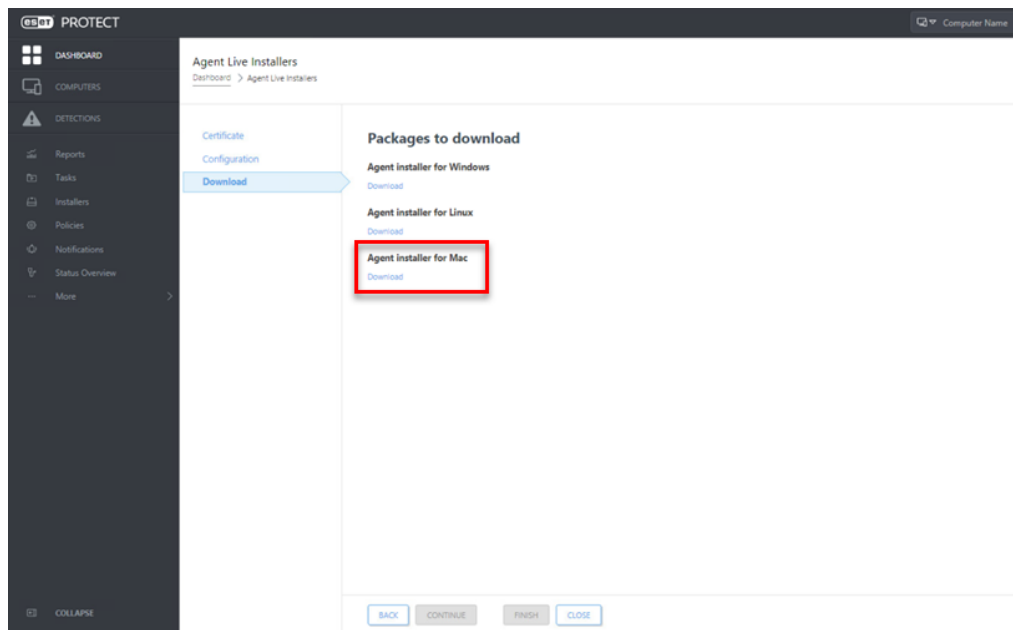 eset PROTECT
Computer Name
DASHBOARD
COMPUTERS
DETECTIONS
Reports
Tasks
Installers
Policies
Notifications
Status Overview
More
COLLAPSE
Agent Live Installers
Dashboard > Agent Live Installers
Certificate
Configuration
Download
Packages to download
Agent installer for Windows
Download
Agent installer for Linux
Download
Agent installer for Mac
Download
BACK CONTINUE FINISH CLOSE